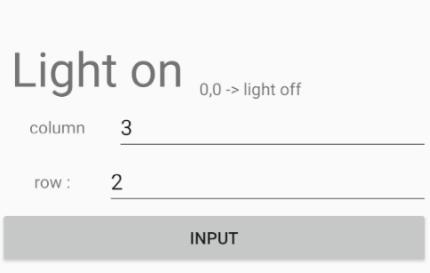 Light on 0,0 -> light off
column 3
row : 2
INPUT